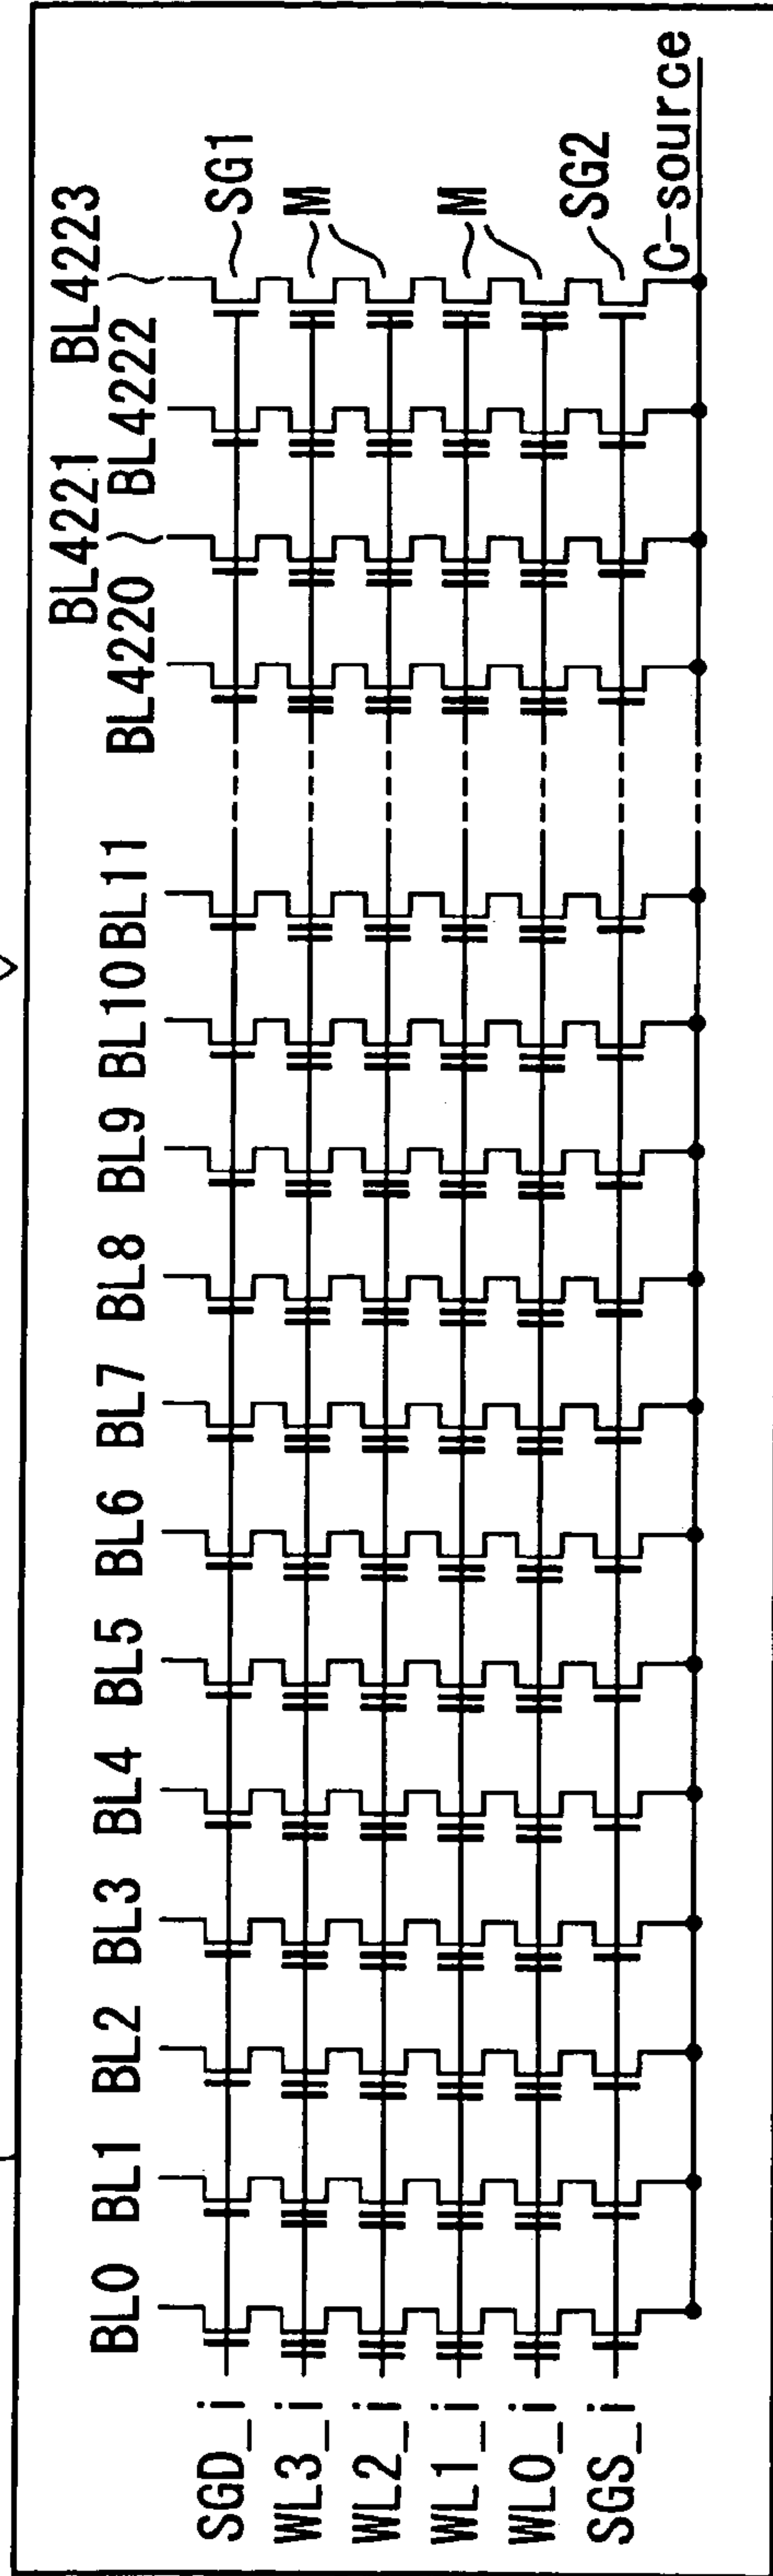 BL0 BL1 BL2 BL3 BL4 BL5 BL6 BL7 BL8 BL9 BL10 BL11 BL4220 BL4221 BL4222 BL4223
SGD_i
SG1
WL3_i
M
WL2_i
WL1_i
M
WL0_i
SGS_i
SG2
C-source